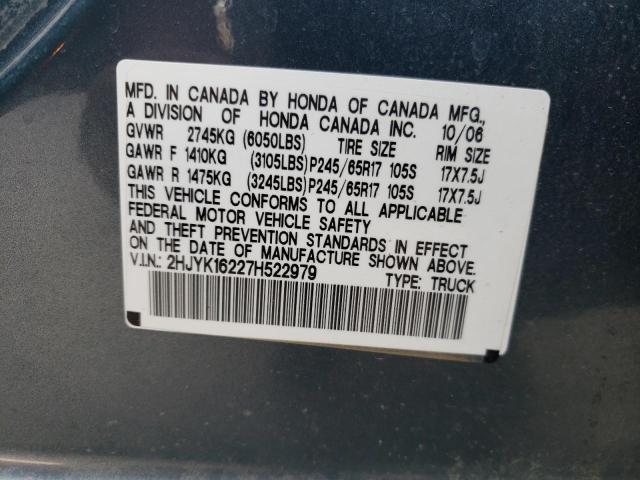 MFD. IN CANADA BY HONDA OF CANADA MFG.,
A DIVISION OF HONDA CANADA INC. 10/06
GVWR 2745KG (6050LBS) TIRE SIZE RIM SIZE
GAWR F 1410KG (3105LBS) P245/65R17 105S 17X7.5J
GAWR R 1475KG (3245LBS) P245/65R17 105S 17X7.5J
THIS VEHICLE CONFORMS TO ALL APPLICABLE
FEDERAL MOTOR VEHICLE SAFETY
AND THEFT PREVENTION STANDARDS IN EFFECT
ON THE DATE OF MANUFACTURE SHOWN ABOVE.
V.I.N.: 2HJYK16227H522979 TYPE: TRUCK